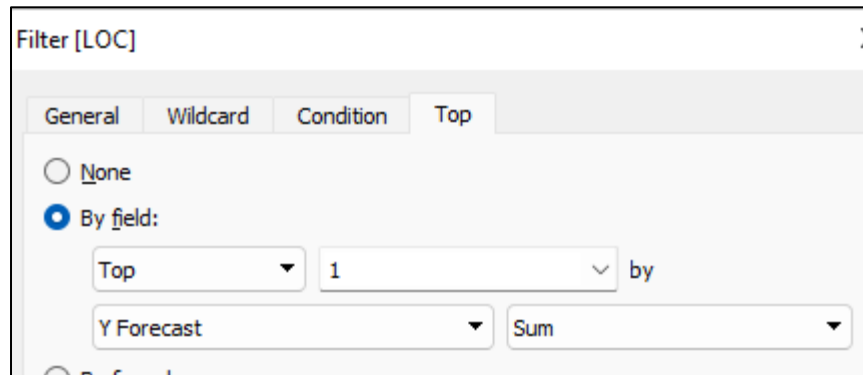 Filter [LOC]
General Wildcard Condition Top
None
By field:
Top 1 by
Y Forecast Sum